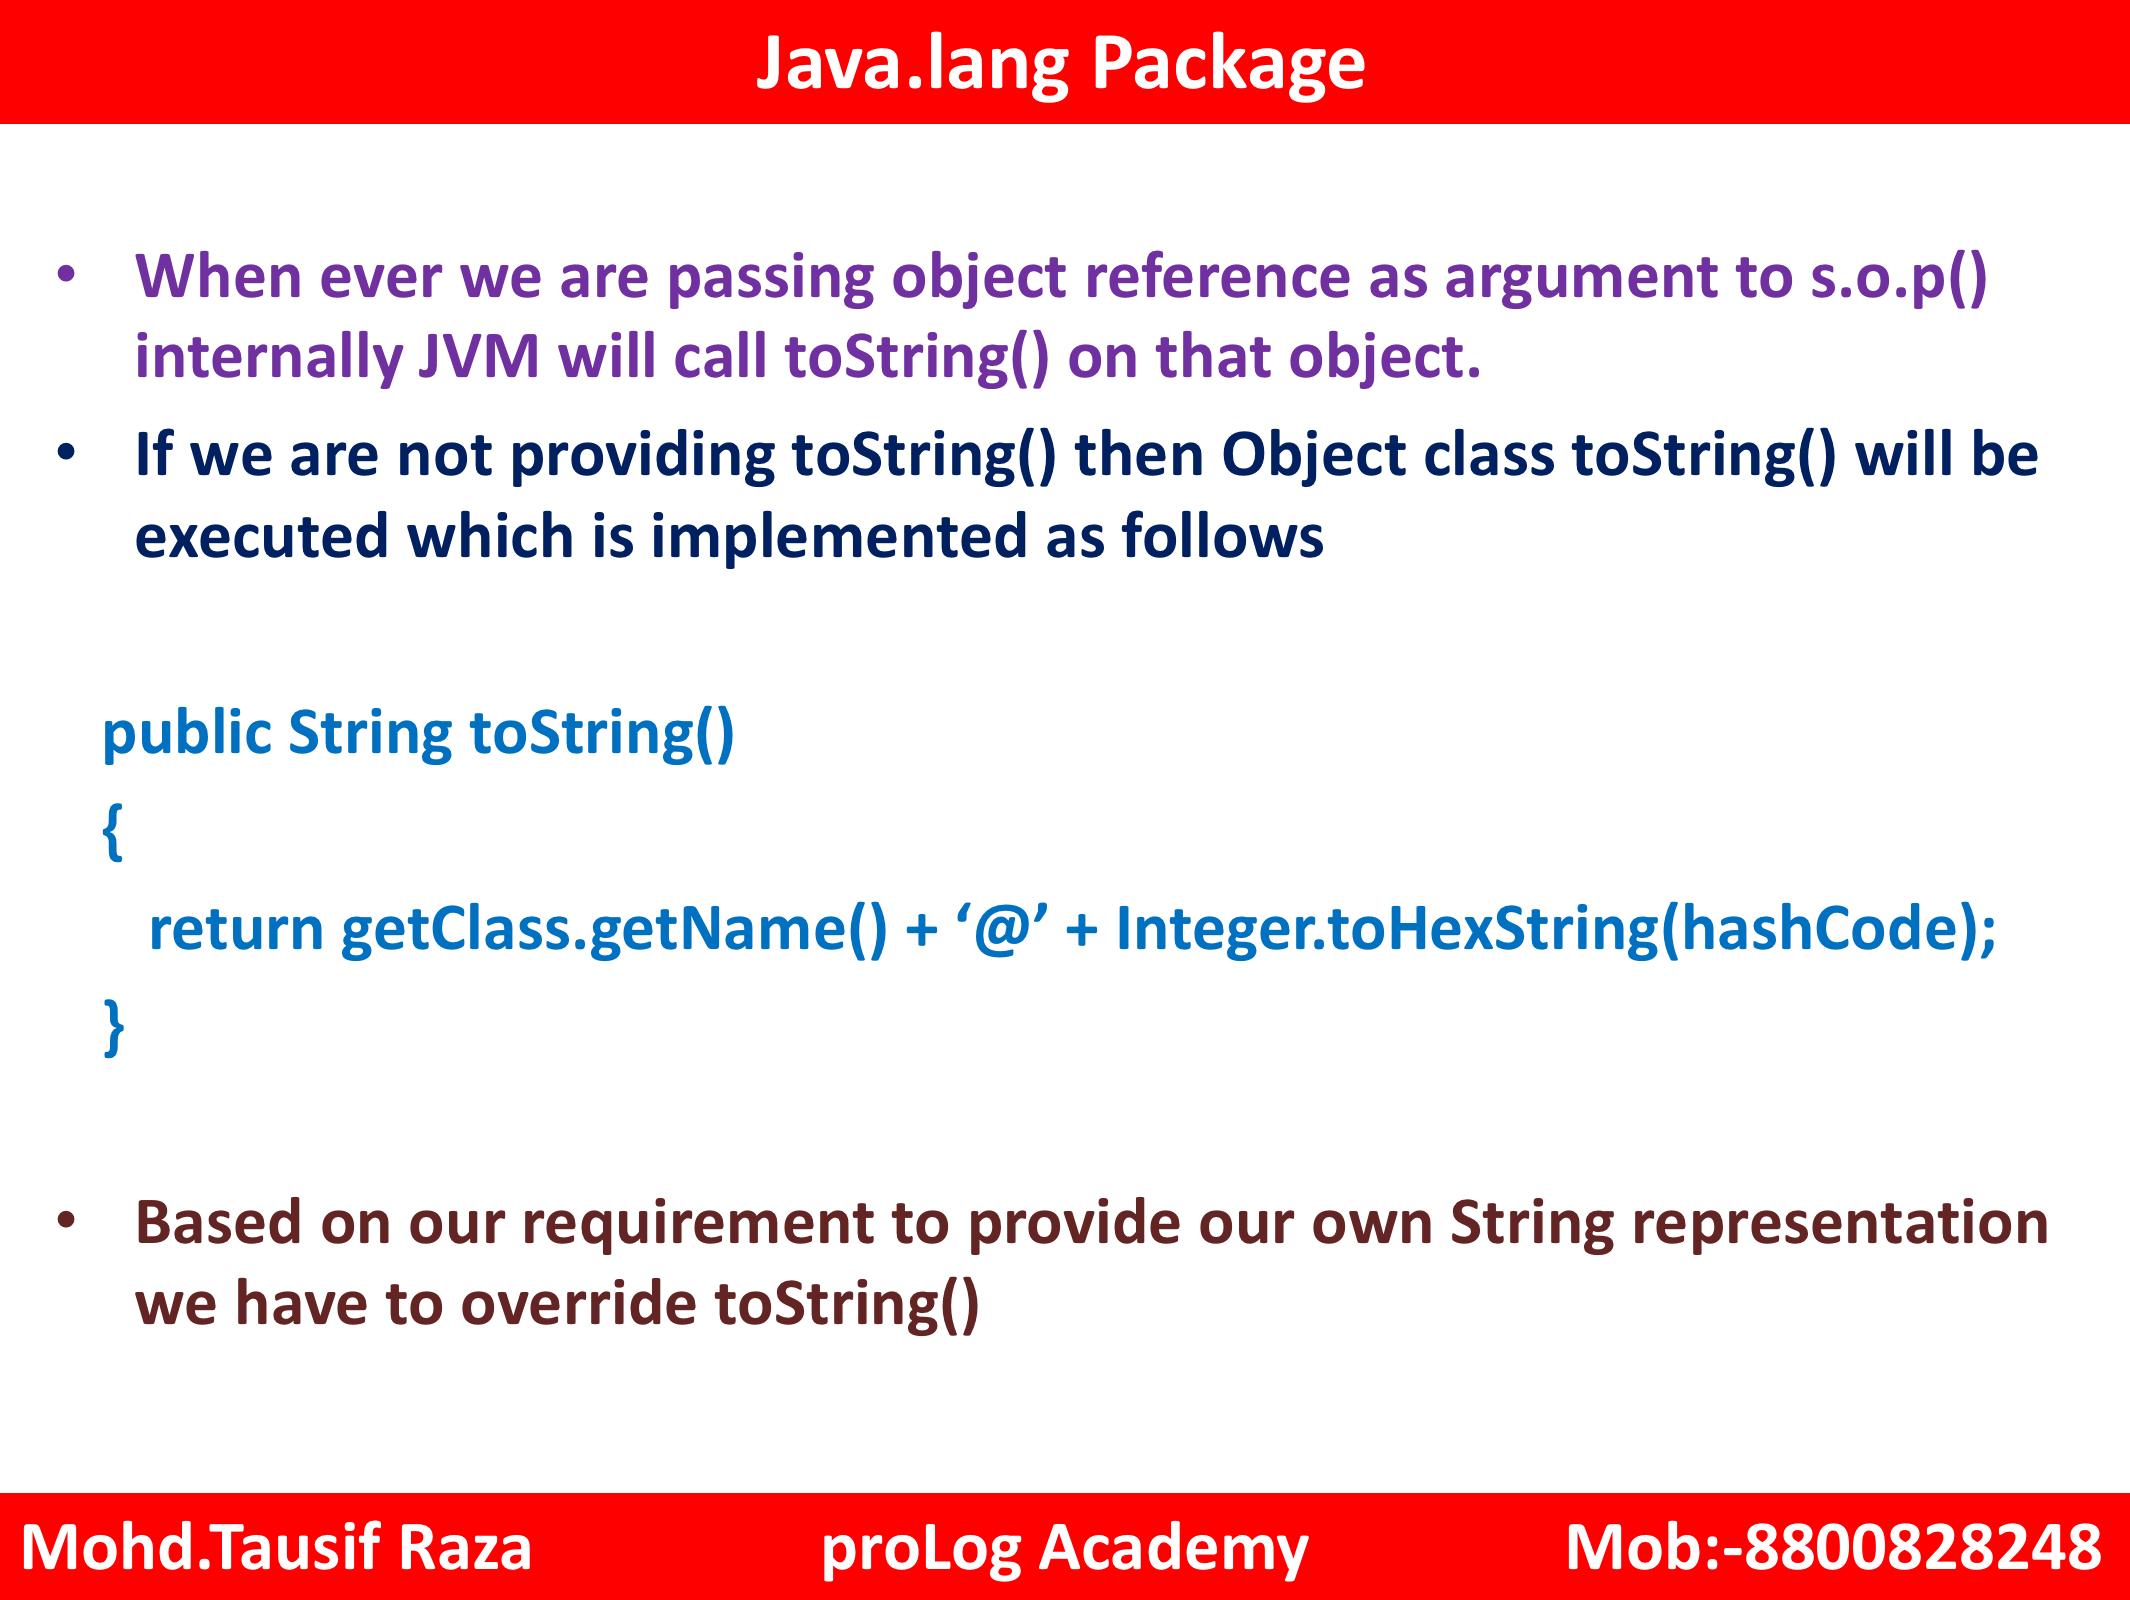 Java.lang Package
• When ever we are passing object reference as argument to s.o.p()
internally JVM will call toString() on that object.
• If we are not providing toString() then Object class toString() will be
executed which is implemented as follows
public String toString()
{
return getClass.getName() + ‘@’ + Integer.toHexString(hashCode);
}
• Based on our requirement to provide our own String representation
we have to override toString()
Mohd.Tausif Raza proLog Academy Mob:-8800828248